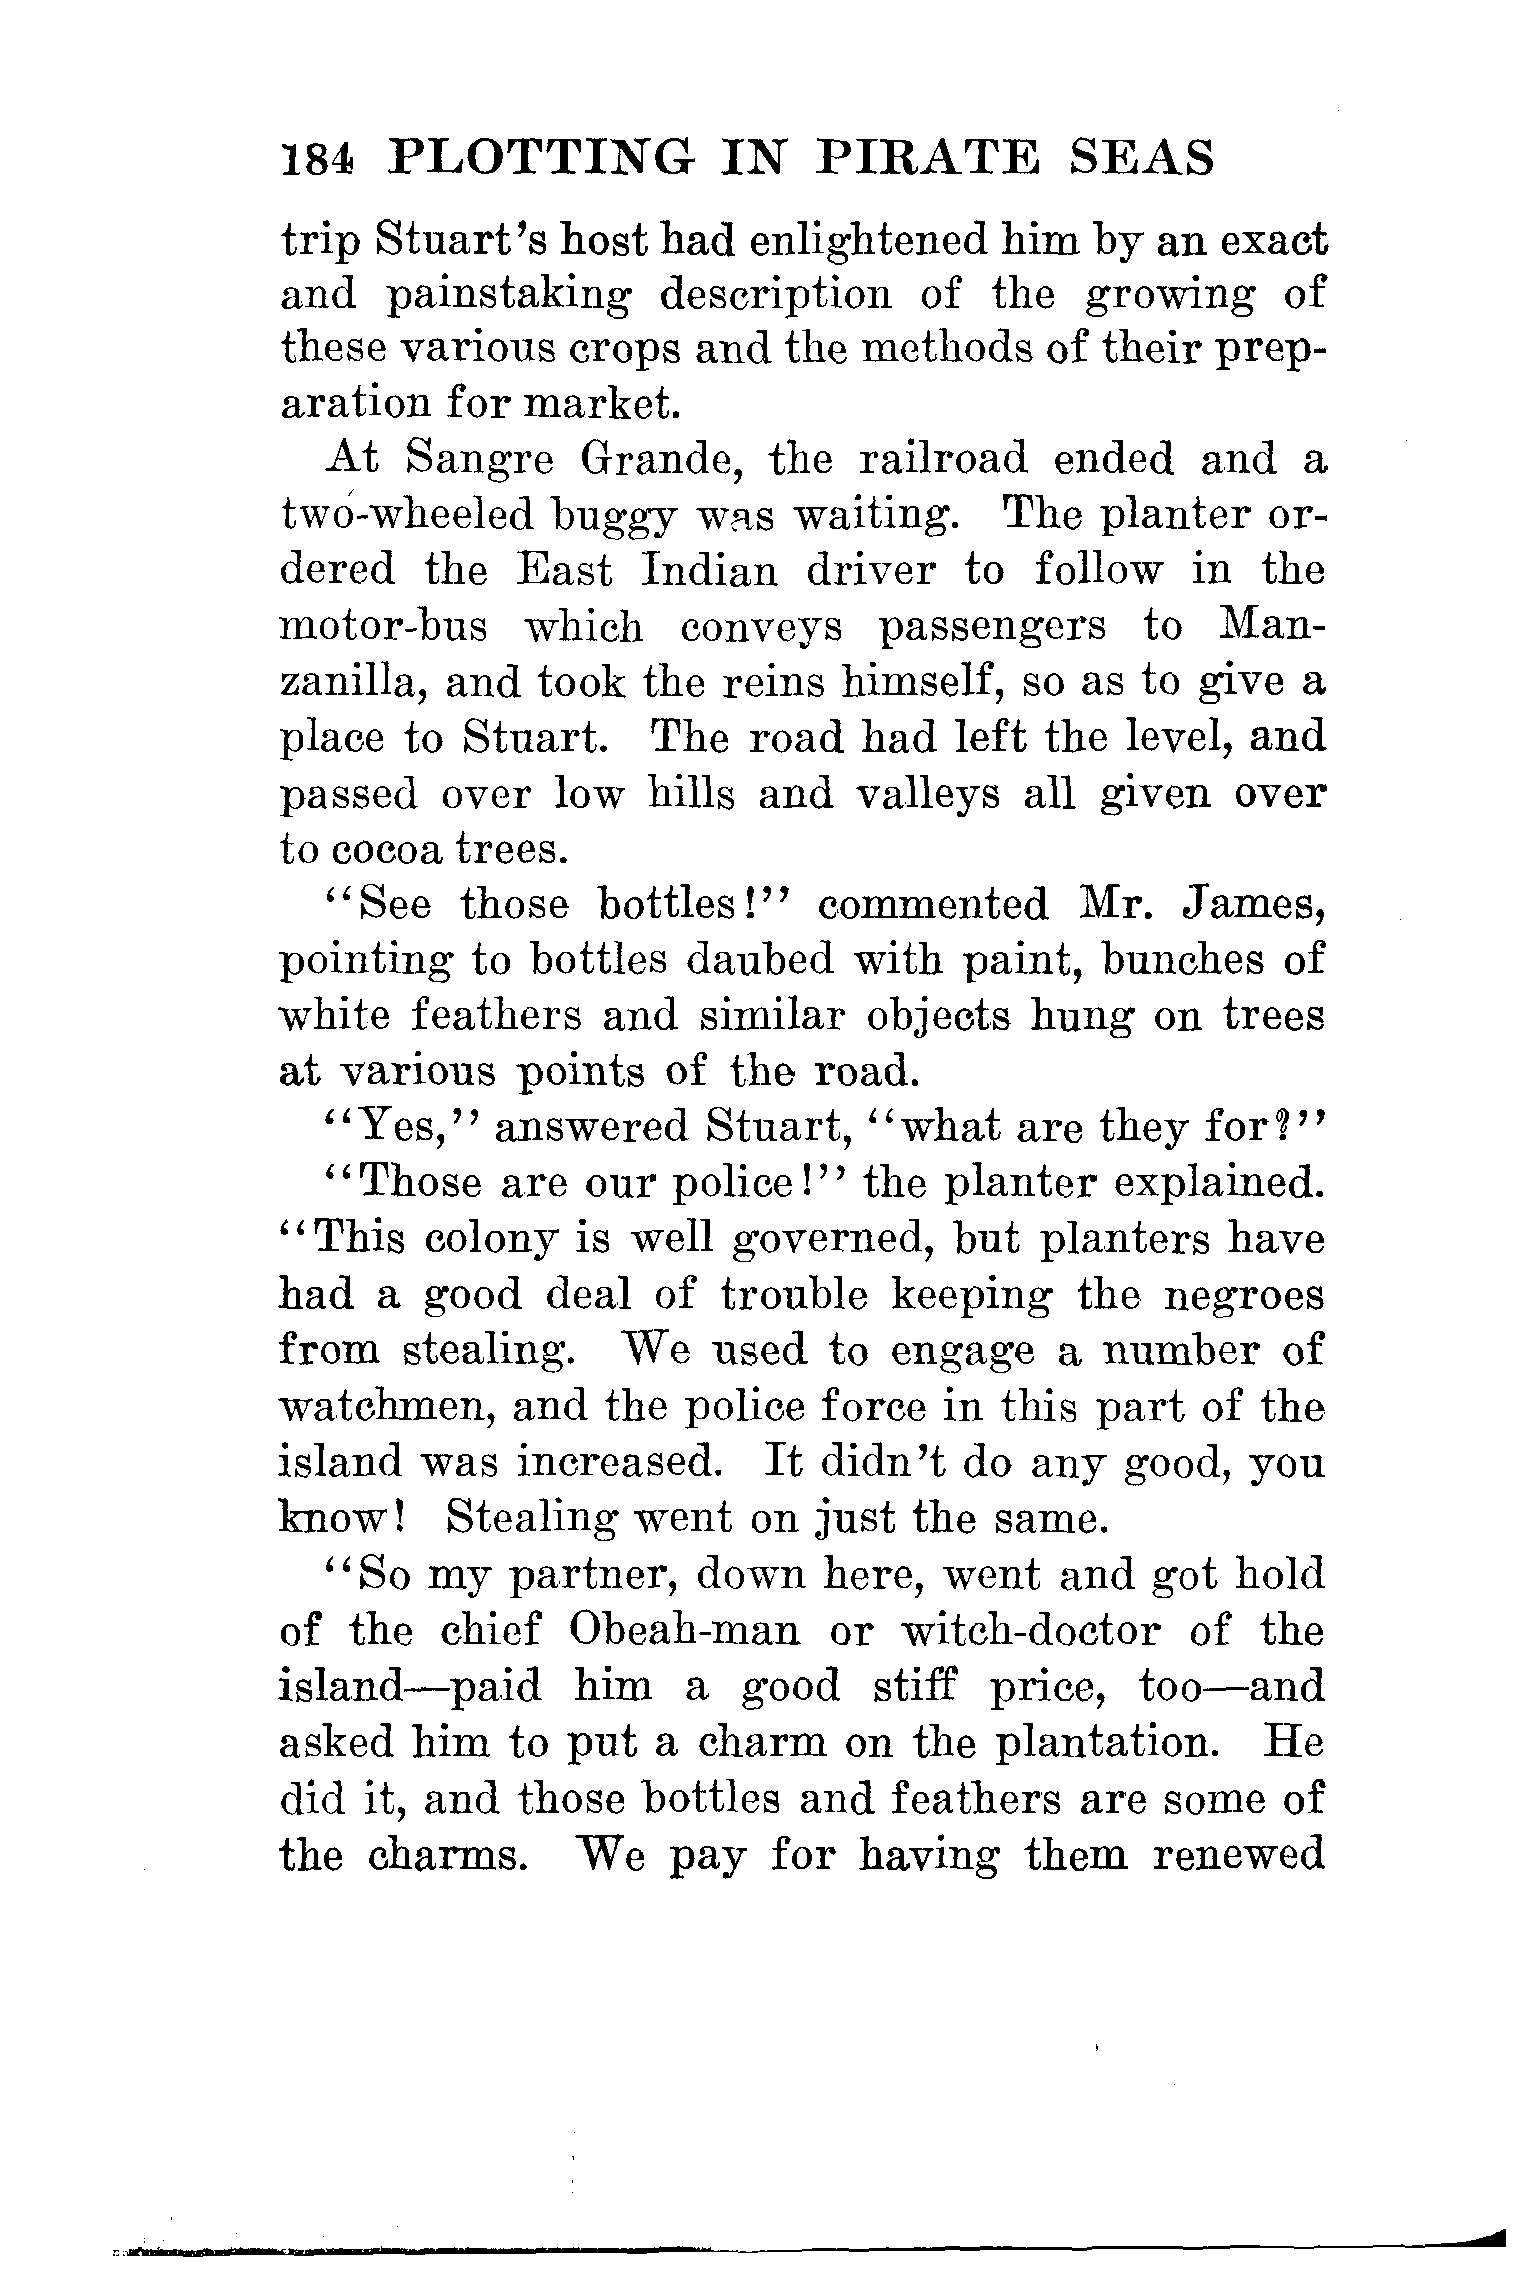 184 PLOTTING IN PIRATE SEAS
trip Stuart's host had enlightened him by an exact
and painstaking description of the growing of
these various crops and the methods of their prep-
aration for market.
At Sangre Grande, the railroad ended and a
two-wheeled buggy was waiting. The planter or-
dered the East Indian driver to follow in the
motor-bus which conveys passengers to Man-
zanilla, and took the reins himself, so as to give a
place to Stuart. The road had left the level, and
passed over low hills and valleys all given over
to cocoa trees.
"See those bottles!" commented Mr. James,
pointing to bottles daubed with paint, bunches of
white feathers and similar objects hung on trees
at various points of the road.
"Yes," answered Stuart, "what are they for?"
"Those are our police!" the planter explained.
"This colony is well governed, but planters have
had a good deal of trouble keeping the negroes
from stealing. We used to engage a number of
watchmen, and the police force in this part of the
island was increased. It didn't do any good, you
know! Stealing went on just the same.
"So my partner, down here, went and got hold
of the chief Obeah-man or witch-doctor of the
island—paid him a good stiff price, too—and
asked him to put a charm on the plantation. He
did it, and those bottles and feathers are some of
the charms. We pay for having them renewed